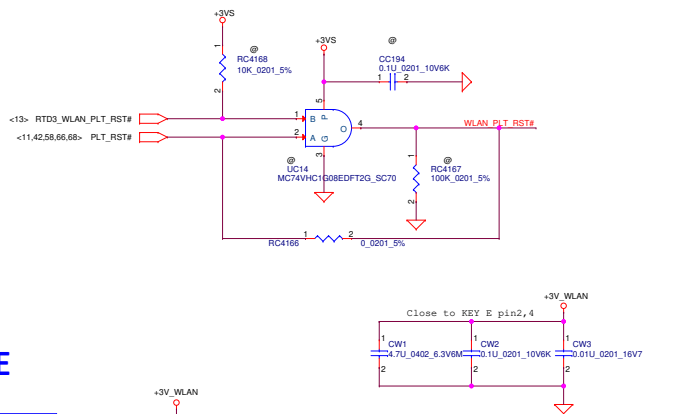 +3VS
1
@
RC4168
10K_0201_5%
2
+3VS
@
CC194
0.1U_0201_10V6K
1 2
<13> RTD3_WLAN_PLT_RST#
<11,42,58,66,68> PLT_RST#
5
1 B P
2 A G
O 4
3
WLAN_PLT_RST#
@
UC14
MC74VHC1G08EDFT2G_SC70
1
@
RC4167
100K_0201_5%
2
RC4166 1 2 0_0201_5%
+3V_WLAN
Close to KEY E pin2,4
1 CW1
4.7U_0402_6.3V6M
2
1 CW2
0.1U_0201_10V6K
2
1 CW3
0.01U_0201_16V7
2
E
+3V_WLAN